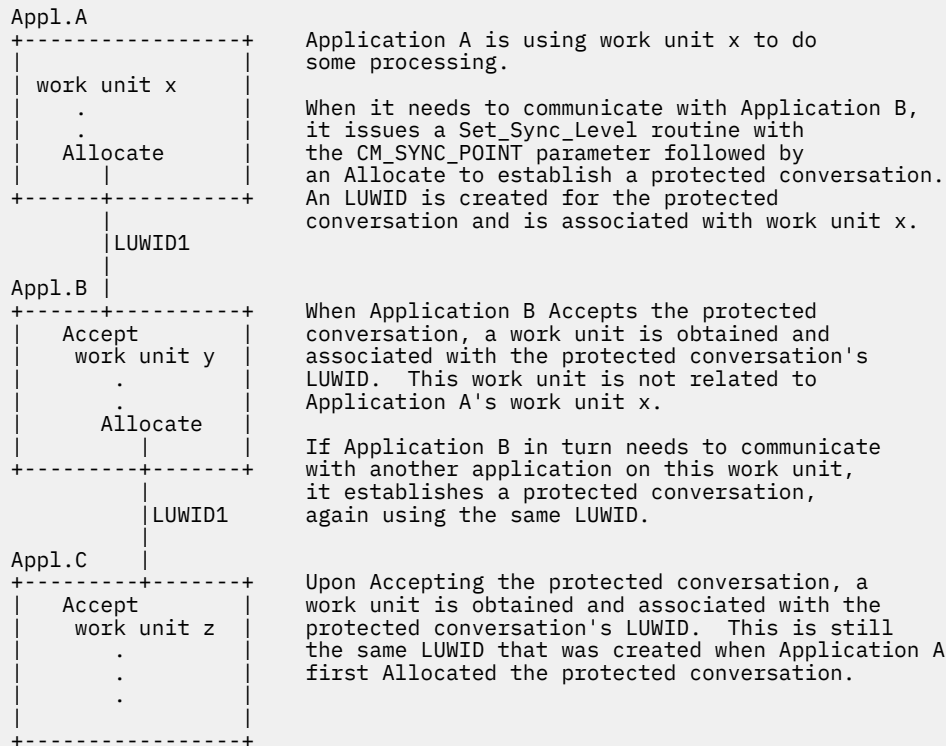 Appl.A
Application A is using work unit x to do
some processing.
work unit x
.
When it needs to communicate with Application B,
.
it issues a Set_Sync_Level routine with
Allocate
the CM_SYNC_POINT parameter followed by
an Allocate to establish a protected conversation.
An LUWID is created for the protected
conversation and is associated with work unit x.
LUWID1
Appl.B
When Application B Accepts the protected
Accept
conversation, a work unit is obtained and
work unit y
associated with the protected conversation's
.
LUWID. This work unit is not related to
.
Application A's work unit x.
Allocate
If Application B in turn needs to communicate
with another application on this work unit,
it establishes a protected conversation,
LUWID1
again using the same LUWID.
Appl.C
Upon Accepting the protected conversation, a
Accept
work unit is obtained and associated with the
work unit z
protected conversation's LUWID. This is still
.
the same LUWID that was created when Application A
.
first Allocated the protected conversation.
.